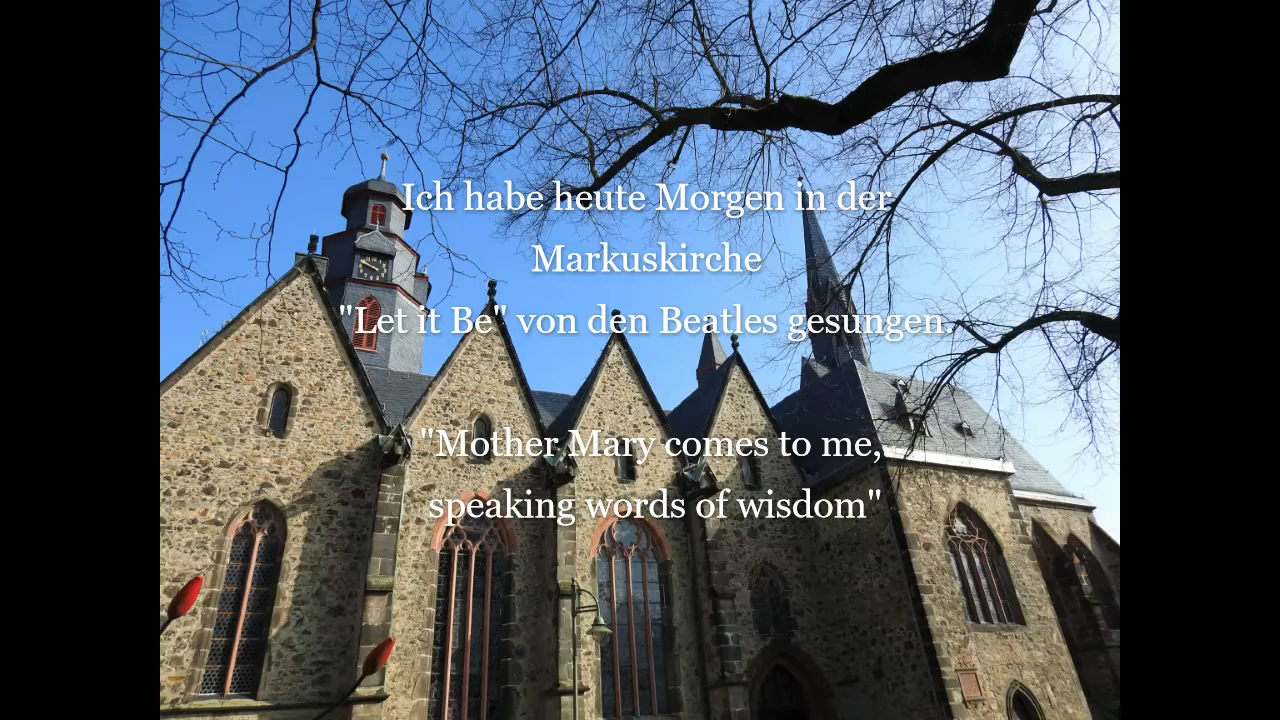 Ich habe heute Morgen in der
Markuskirche
"Let it Be" von den Beatles gesungen.
"Mother Mary comes to me,
speaking words of wisdom"